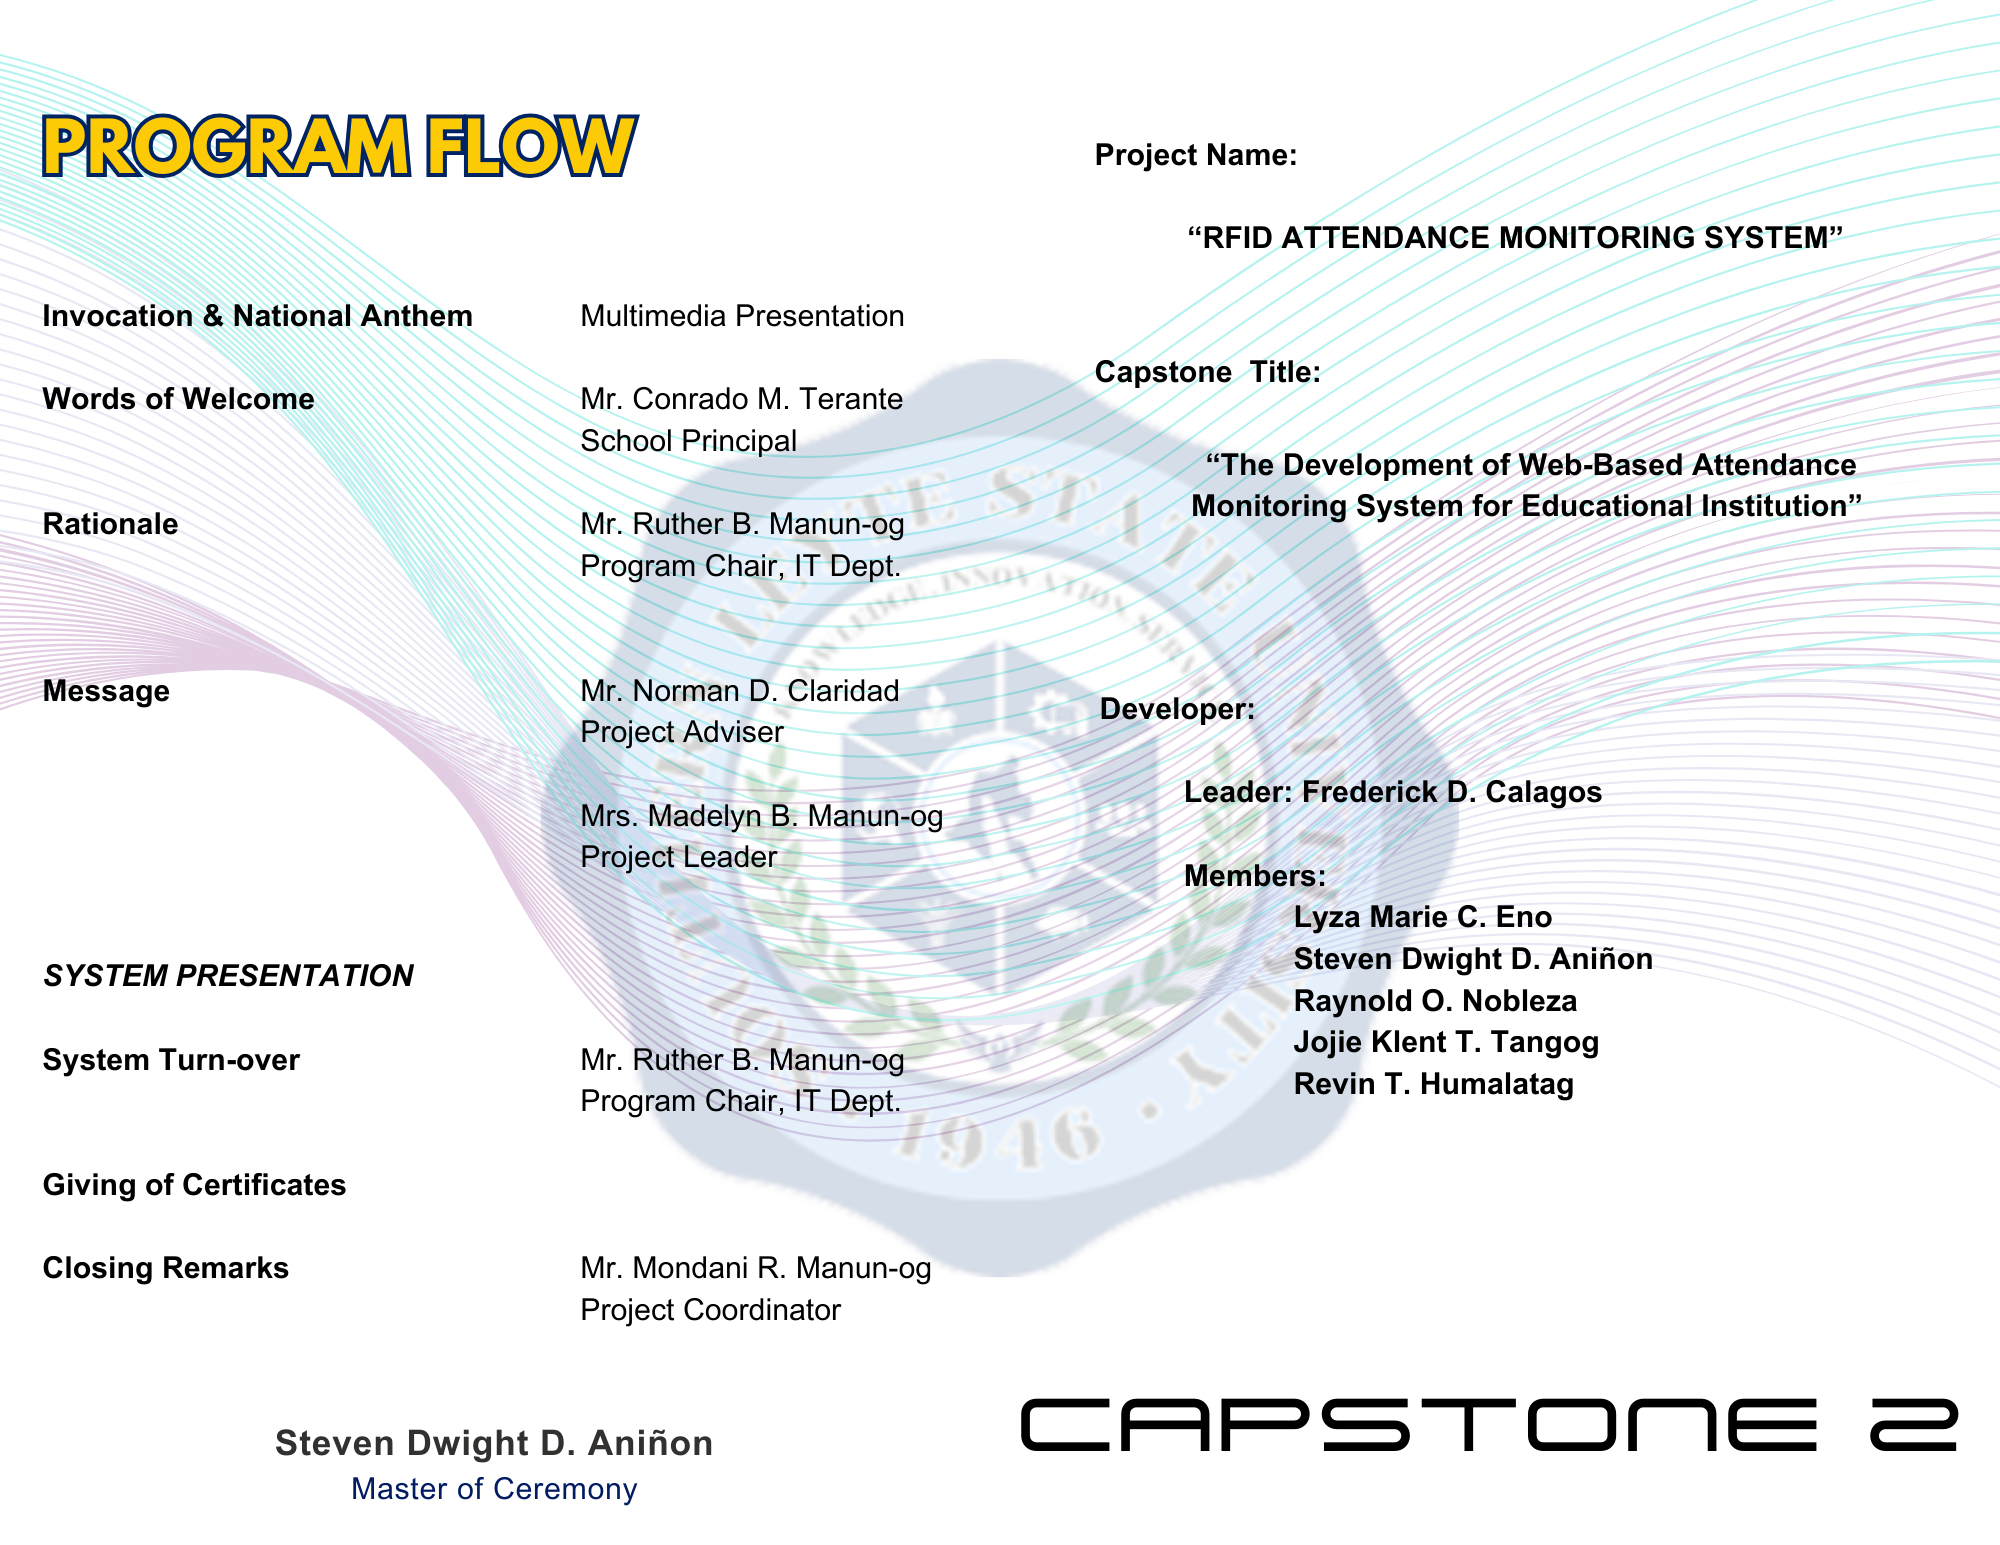 PROGRAM FLOW
Invocation & National Anthem Multimedia Presentation
Words of Welcome Mr. Conrado M. Terante
School Principal
Rationale Mr. Ruther B. Manun-og
Program Chair, IT Dept.
Message Mr. Norman D. Claridad
Project Adviser
Mrs. Madelyn B. Manun-og
Project Leader
SYSTEM PRESENTATION
System Turn-over Mr. Ruther B. Manun-og
Program Chair, IT Dept.
Giving of Certificates
Closing Remarks Mr. Mondani R. Manun-og
Project Coordinator
Steven Dwight D. Aniñon
Master of Ceremony
Project Name:
“RFID ATTENDANCE MONITORING SYSTEM”
Capstone Title:
“The Development of Web-Based Attendance
Monitoring System for Educational Institution”
Developer:
Leader: Frederick D. Calagos
Members:
Lyza Marie C. Eno
Steven Dwight D. Aniñon
Raynold O. Nobleza
Jojie Klent T. Tangog
Revin T. Humalatag
CAPSTONE 2
LEYTE STATE UNIVERSITY
INNOVATION
1946